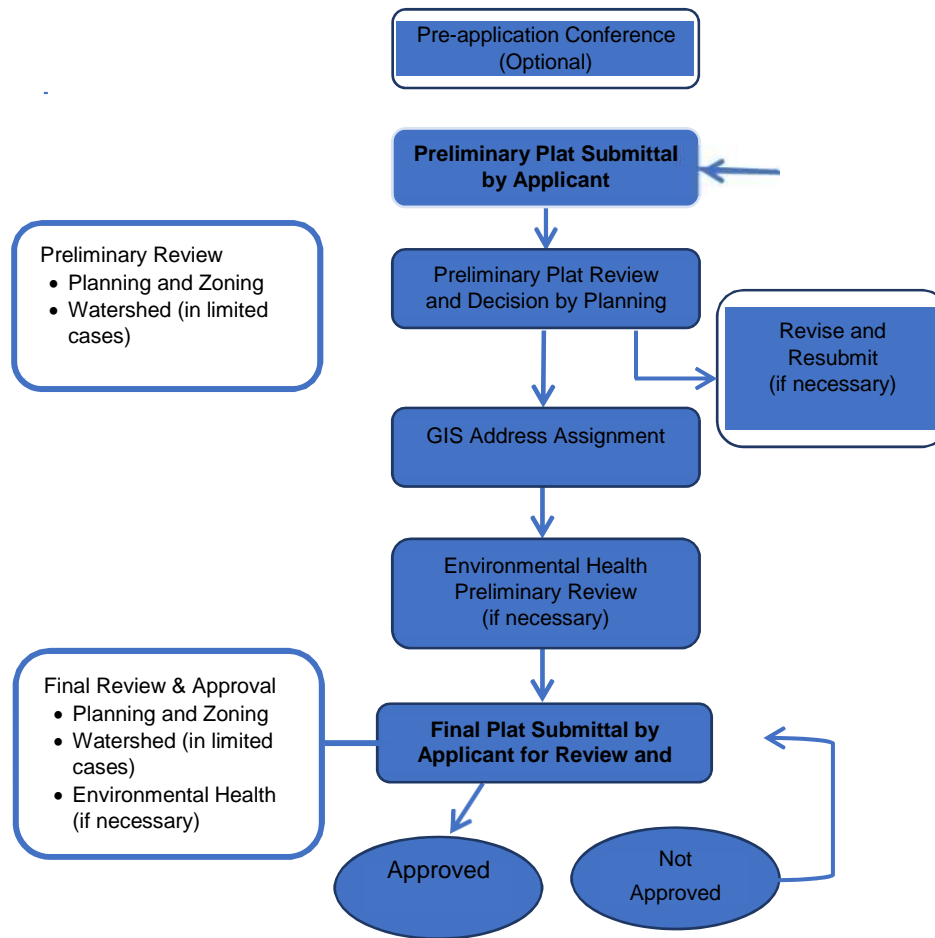 Pre-application Conference
(Optional)
Preliminary Plat Submittal
by Applicant
Preliminary Review
• Planning and Zoning
• Watershed (in limited
cases)
Preliminary Plat Review
and Decision by Planning
Revise and
Resubmit
(if necessary)
GIS Address Assignment
Environmental Health
Preliminary Review
(if necessary)
Final Review & Approval
• Planning and Zoning
• Watershed (in limited
cases)
• Environmental Health
(if necessary)
Final Plat Submittal by
Applicant for Review and
Approved
Not
Approved